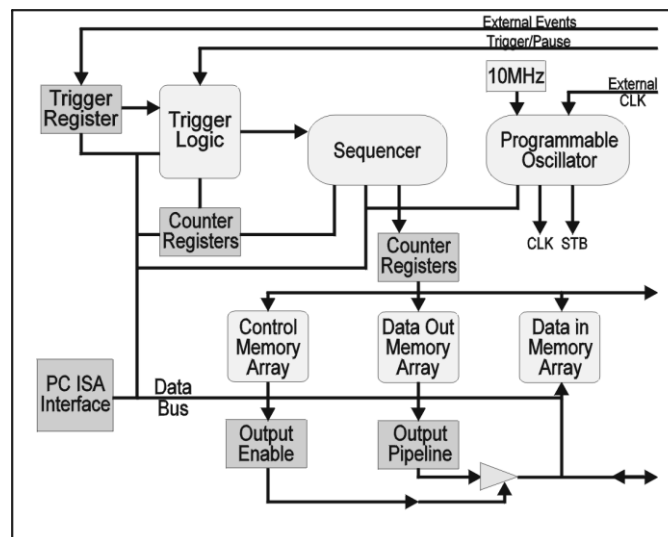 External Events
Trigger/Pause
10MHz
External
CLK
Trigger
Register
Trigger
Logic
Sequencer
Programmable
Oscillator
Counter
Registers
Counter
Registers
CLK STB
Control
Memory
Array
Data Out
Memory
Array
Data in
Memory
Array
PC ISA
Interface
Data
Bus
Output
Enable
Output
Pipeline